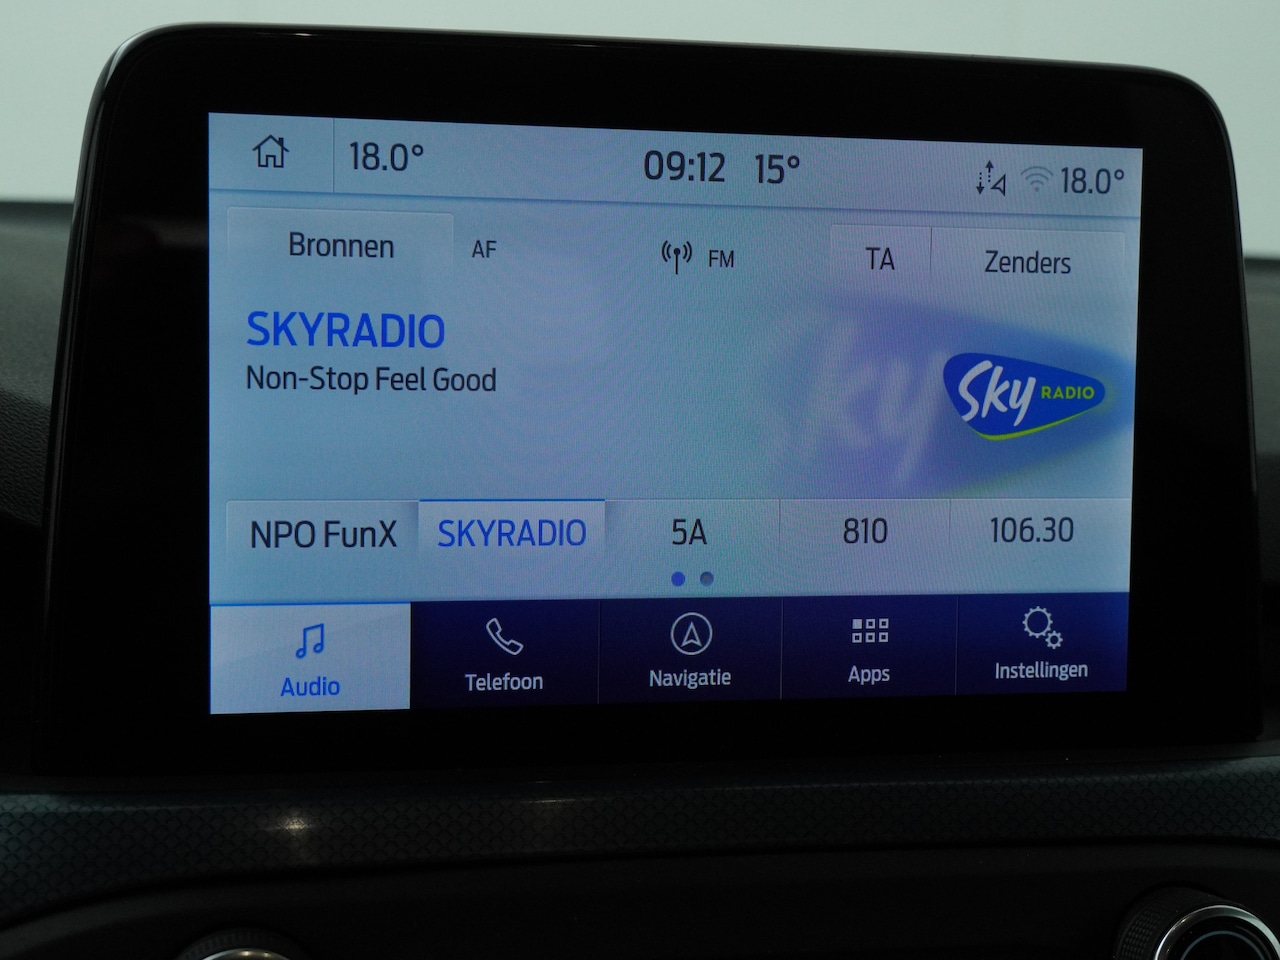 18.0° 09:12 15° 18.0°
Bronnen AF FM TA Zenders
SKYRADIO
Non-Stop Feel Good
Sky RADIO
NPO FunX SKYRADIO 5A 810 106.30
Audio Telefoon Navigatie Apps Instellingen